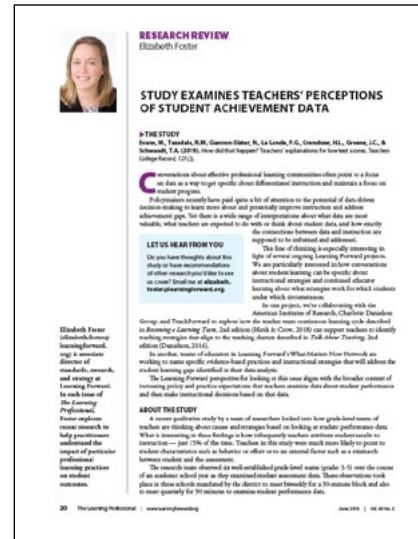 RESEARCH REVIEW
Elizabeth Foster
STUDY EXAMINES TEACHERS' PERCEPTIONS
OF STUDENT ACHIEVEMENT DATA
▶THE STUDY
Evans, M., Teasdale, R.M., Gannon-Slater, N., La Londe, P.G., Crenshaw, H.L., Greene, J.C., &
Schwandt, T.A. (2019). How did that happen? Teachers' explanations for low test scores. Teachers
College Record, 121(2).
Conversations about effective professional learning communities often point to a focus
on data as a way to get specific about differentiated instruction and maintain a focus on
student progress.
Policymakers recently have paid quite a bit of attention to the potential of data-driven
decision-making to learn more about and potentially improve instruction and address
achievement gaps. Yet there is a wide range of interpretations about what data are most
valuable, what teachers are expected to do with or think about student data, and how exactly
the connections between data and instruction are
supposed to be informed and addressed.
This line of thinking is especially interesting in
light of several ongoing Learning Forward projects.
We are particularly interested in how conversations
about student learning can be specific about
instructional strategies and continued educator
learning about what strategies work for which students
under which circumstances.
In one project, we're collaborating with the
American Institutes of Research, Charlotte Danielson
Group, and TeachForward to explore how the teacher team continuous learning cycle described
in Becoming a Learning Team, 2nd edition (Hirsh & Crow, 2018) can support teachers to identify
teaching strategies that align to the teaching clusters described in Talk About Teaching, 2nd
edition (Danielson, 2016).
In another, teams of educators in Learning Forward's What Matters Now Network are
working to name specific evidence-based practices and instructional strategies that will address the
student learning gaps identified in their data analysis.
The Learning Forward perspective for looking at this issue aligns with the broader context of
increasing policy and practice expectations that teachers examine data about student performance
and then make instructional decisions based on that data.
LET US HEAR FROM YOU
Do you have thoughts about this
study or have recommendations
of other research you'd like to see
us cover? Email me at elizabeth.
foster@learningforward.org.
ABOUT THE STUDY
A recent qualitative study by a team of researchers looked into how grade-level teams of
teachers are thinking about causes and strategies based on looking at student performance data.
What is interesting in these findings is how infrequently teachers attribute student results to
instruction — just 15% of the time. Teachers in this study were much more likely to point to
student characteristics such as behavior or effort or to an external factor such as a mismatch
between student and the assessment.
The research team observed six well-established grade-level teams (grades 3-5) over the course
of an academic school year as they examined student assessment data. These observations took
place in three schools mandated by the district to meet biweekly for a 30-minute block and also
to meet quarterly for 90 minutes to examine student performance data.
Elizabeth Foster
(elizabeth.foster@
learningforward.
org) is associate
director of
standards, research,
and strategy at
Learning Forward.
In each issue of
The Learning
Professional,
Foster explores
recent research to
help practitioners
understand the
impact of particular
professional
learning practices
on student
outcomes.
20 The Learning Professional | www.learningforward.org
June 2019 | Vol. 40 No. 3